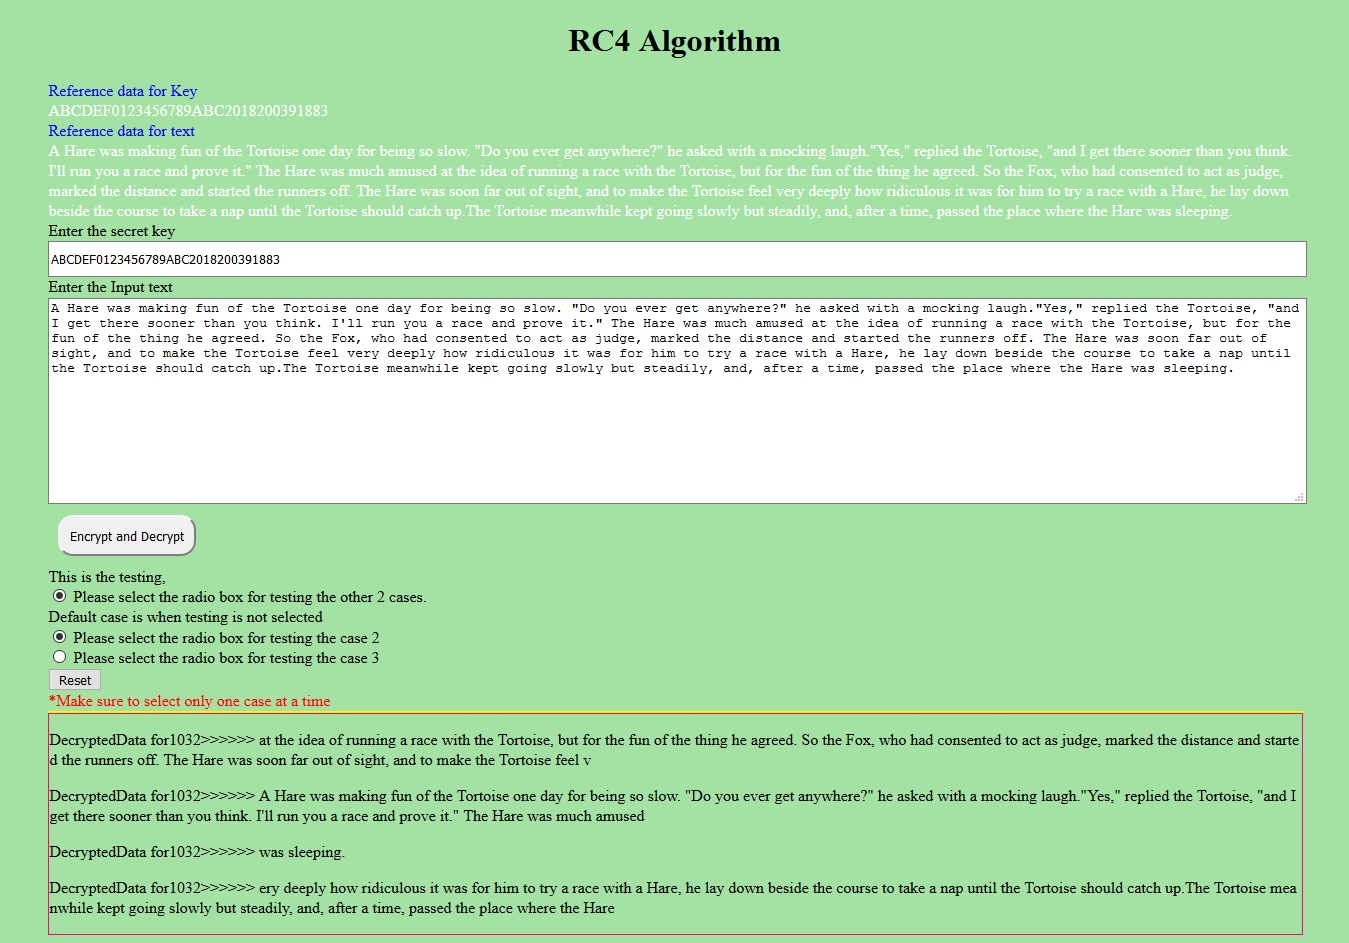 RC4 Algorithm
Reference data for Key
ABCDEF0123456789ABC2018200391883
Reference data for text
A Hare was making fun of the Tortoise one day for being so slow. "Do you ever get anywhere?" he asked with a mocking laugh."Yes," replied the Tortoise, "and I get there sooner than you think.
I'll run you a race and prove it." The Hare was much amused at the idea of running a race with the Tortoise, but for the fun of the thing he agreed. So the Fox, who had consented to act as judge,
marked the distance and started the runners off. The Hare was soon far out of sight, and to make the Tortoise feel very deeply how ridiculous it was for him to try a race with a Hare, he lay down
beside the course to take a nap until the Tortoise should catch up.The Tortoise meanwhile kept going slowly but steadily, and, after a time, passed the place where the Hare was sleeping.
Enter the secret key
ABCDEF0123456789ABC2018200391883
Enter the Input text
A Hare was making fun of the Tortoise one day for being so slow. "Do you ever get anywhere?" he asked with a mocking laugh."Yes," replied the Tortoise, "and
I get there sooner than you think. I'll run you a race and prove it." The Hare was much amused at the idea of running a race with the Tortoise, but for the
fun of the thing he agreed. So the Fox, who had consented to act as judge, marked the distance and started the runners off. The Hare was soon far out of
sight, and to make the Tortoise feel very deeply how ridiculous it was for him to try a race with a Hare, he lay down beside the course to take a nap until
the Tortoise should catch up.The Tortoise meanwhile kept going slowly but steadily, and, after a time, passed the place where the Hare was sleeping.
Encrypt and Decrypt
This is the testing,
Please select the radio box for testing the other 2 cases.
Default case is when testing is not selected
Please select the radio box for testing the case 2
Please select the radio box for testing the case 3
Reset
*Make sure to select only one case at a time
DecryptedData for1032>>>>>> at the idea of running a race with the Tortoise, but for the fun of the thing he agreed. So the Fox, who had consented to act as judge, marked the distance and starte
d the runners off. The Hare was soon far out of sight, and to make the Tortoise feel v
DecryptedData for1032>>>>>> A Hare was making fun of the Tortoise one day for being so slow. "Do you ever get anywhere?" he asked with a mocking laugh."Yes," replied the Tortoise, "and I
get there sooner than you think. I'll run you a race and prove it." The Hare was much amused
DecryptedData for1032>>>>>> was sleeping.
DecryptedData for1032>>>>>> ery deeply how ridiculous it was for him to try a race with a Hare, he lay down beside the course to take a nap until the Tortoise should catch up.The Tortoise mea
nwhile kept going slowly but steadily, and, after a time, passed the place where the Hare